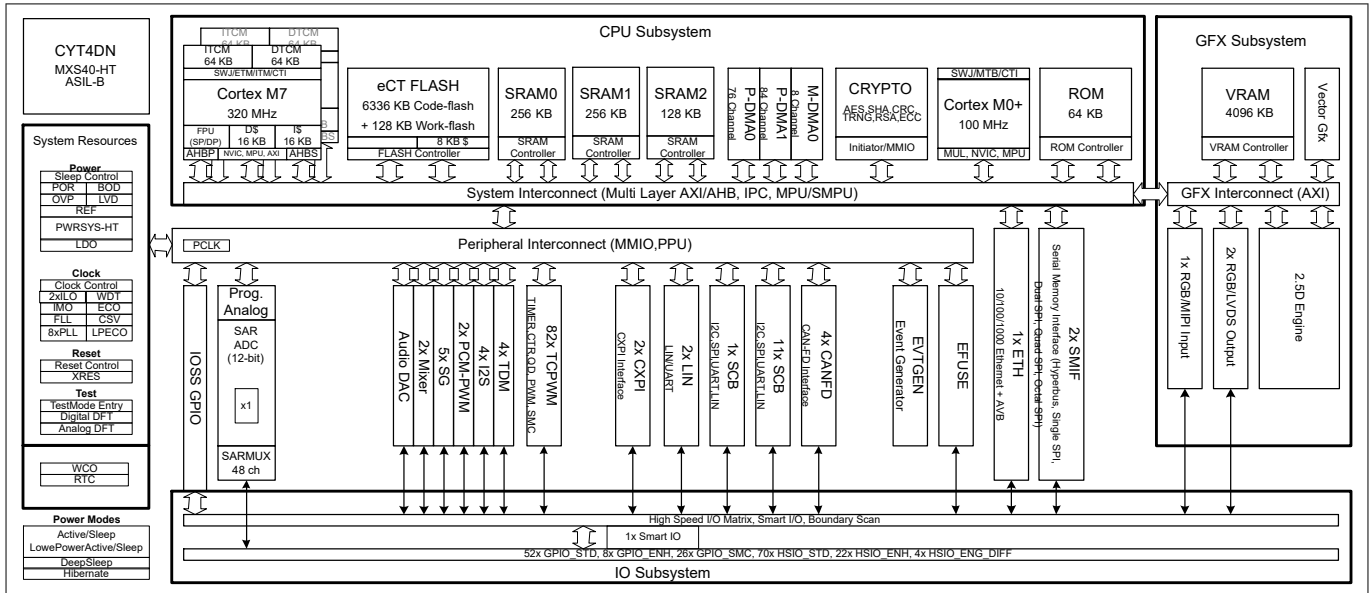 CYT4DN
MXS40-HT
ASIL-B
System Resources
Power
Sleep Control
POR
BOD
OVP
LVD
REF
PWRSYS-HT
LDO
Clock
Clock Control
2xILO
WDT
IMO
ECO
FLL
CSV
8xPLL
LPECO
Reset
Reset Control
XRES
Test
TestMode Entry
Digital DFT
Analog DFT
WCO
RTC
Power Modes
Active/Sleep
LowePowerActive/Sleep
DeepSleep
Hibernate
CPU Subsystem
ITCM
64 KB
DTCM
64 KB
ITCM
64 KB
DTCM
64 KB
SWJ/ETM/ITM/CTI
Cortex M7
320 MHz
FPU
(SP/DP)
D$
16 KB
I$
16 KB
AHBP
NVIC, MPU, AXI
AHBS
eCT FLASH
6336 KB Code-flash
+ 128 KB Work-flash
8 KB $
FLASH Controller
SRAM0
256 KB
SRAM
Controller
SRAM1
256 KB
SRAM
Controller
SRAM2
128 KB
SRAM
Controller
P-DMA0
76 Channel
P-DMA1
84 Channel
M-DMA0
8 Channel
CRYPTO
AES,SHA,CRC,
TRNG,RSA,ECC
Initiator/MMIO
SWJ/MTB/CTI
Cortex M0+
100 MHz
MUL, NVIC, MPU
ROM
64 KB
ROM Controller
System Interconnect (Multi Layer AXI/AHB, IPC, MPU/SMPU)
GFX Subsystem
VRAM
4096 KB
VRAM Controller
Vector Gfx
GFX Interconnect (AXI)
1x RGB/MIPI Input
2x RGB/LVDS Output
2.5D Engine
PCLK
Peripheral Interconnect (MMIO,PPU)
IOSS GPIO
Prog.
Analog
SAR
ADC
(12-bit)
x1
SARMUX
48 ch
Audio DAC
2x Mixer
5x SG
2x PCM-PWM
4x I2S
4x TDM
82x TCPWM
TIMER,CTR,QD, PWM, SMC
2x CXPI
CXPI Interface
2x LIN
LIN/UART
1x SCB
I2C,SPI,UART,LIN
11x SCB
I2C,SPI,UART,LIN
4x CANFD
CAN-FD Interface
EVTGEN
Event Generator
EFUSE
1x ETH
10/100/1000 Ethernet + AVB
2x SMIF
Serial Memory Interface (Hyperbus, Single SPI,
Dual SPI, Quad SPI, Octal SPI)
High Speed I/O Matrix, Smart I/O, Boundary Scan
1x Smart IO
52x GPIO_STD, 8x GPIO_ENH, 26x GPIO_SMC, 70x HSIO_STD, 22x HSIO_ENH, 4x HSIO_ENG_DIFF
IO Subsystem